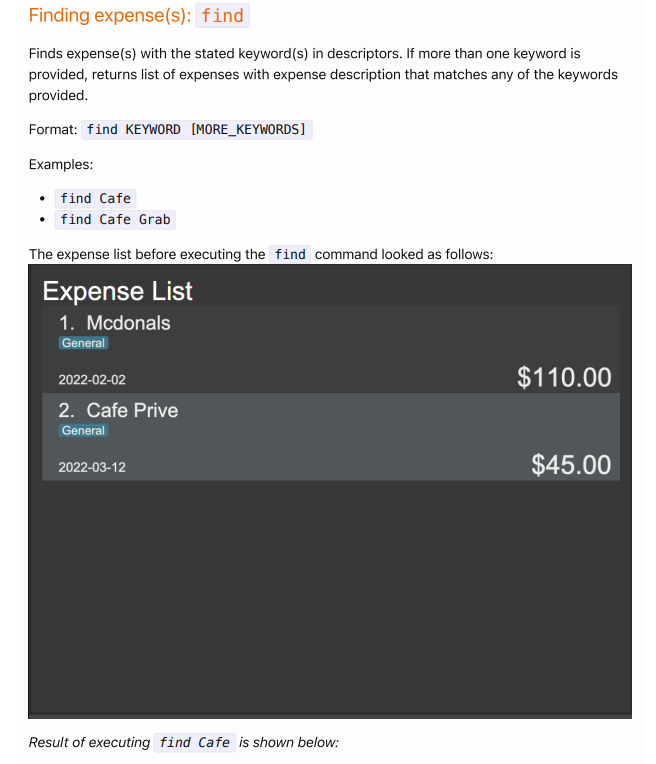 Finding expense(s): find
Finds expense(s) with the stated keyword(s) in descriptors. If more than one keyword is
provided, returns list of expenses with expense description that matches any of the keywords
provided.
Format: find KEYWORD [MORE_KEYWORDS]
Examples:
• find Cafe
• find Cafe Grab
The expense list before executing the find command looked as follows:
Expense List
1. Mcdonals
General
2022-02-02 $110.00
2. Cafe Prive
General
2022-03-12 $45.00
Result of executing find Cafe is shown below: